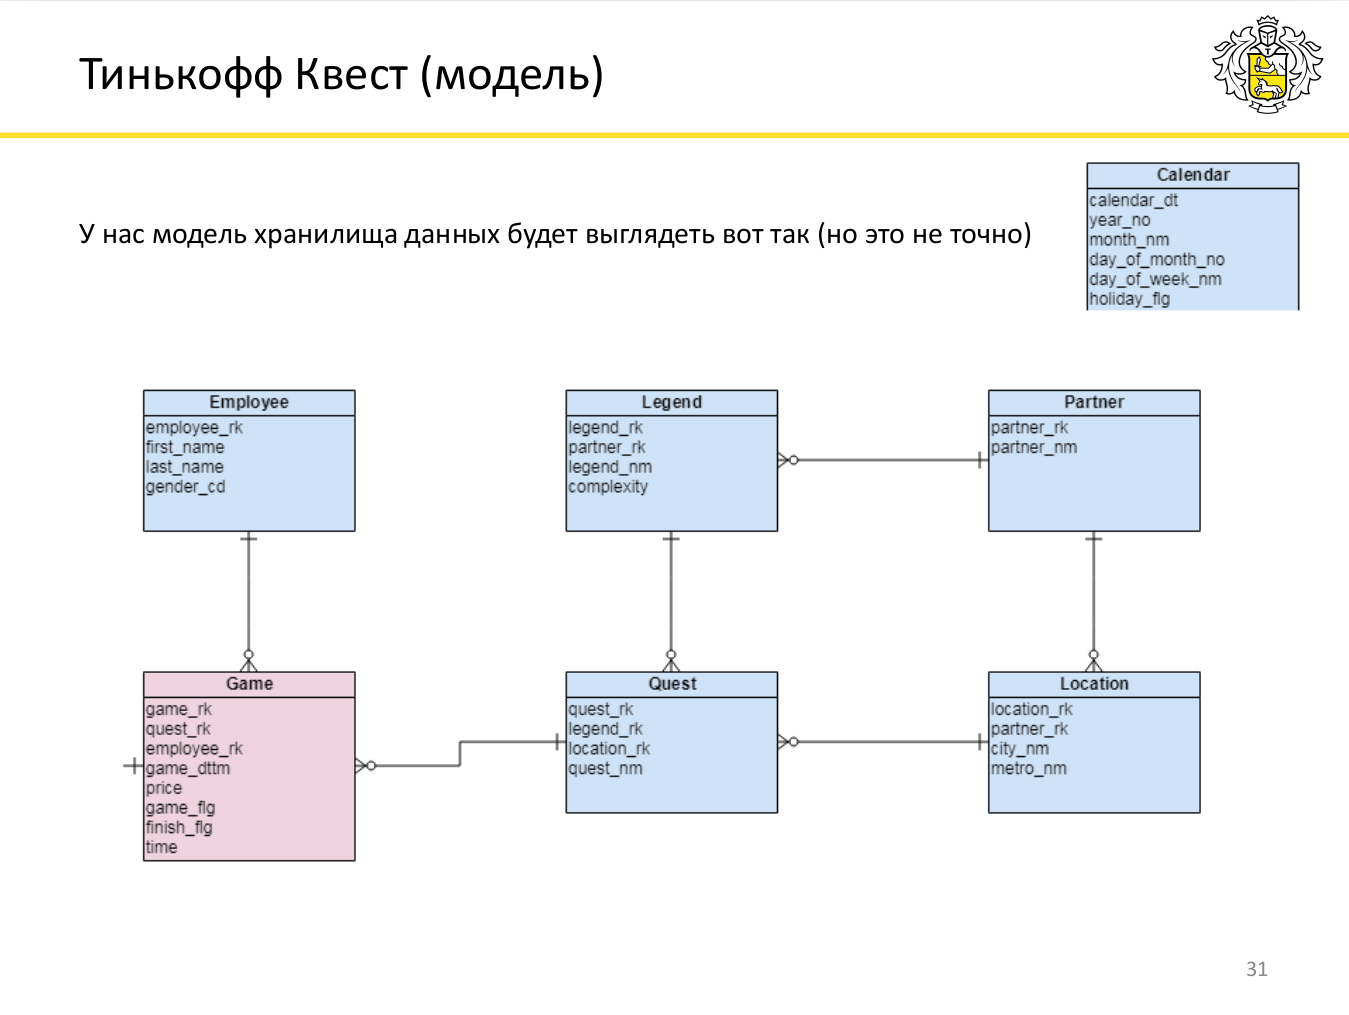 Тинькофф Квест (модель)
У нас модель хранилища данных будет выглядеть вот так (но это не точно)
Calendar
calendar_dt
year_no
month_nm
day_of_month_no
day_of_week_nm
holiday_flg
Employee
employee_rk
first_name
last_name
gender_cd
Legend
legend_rk
partner_rk
legend_nm
complexity
Partner
partner_rk
partner_nm
Game
game_rk
quest_rk
employee_rk
game_dttm
price
game_flg
finish_flg
time
Quest
quest_rk
legend_rk
location_rk
quest_nm
Location
location_rk
partner_rk
city_nm
metro_nm
31